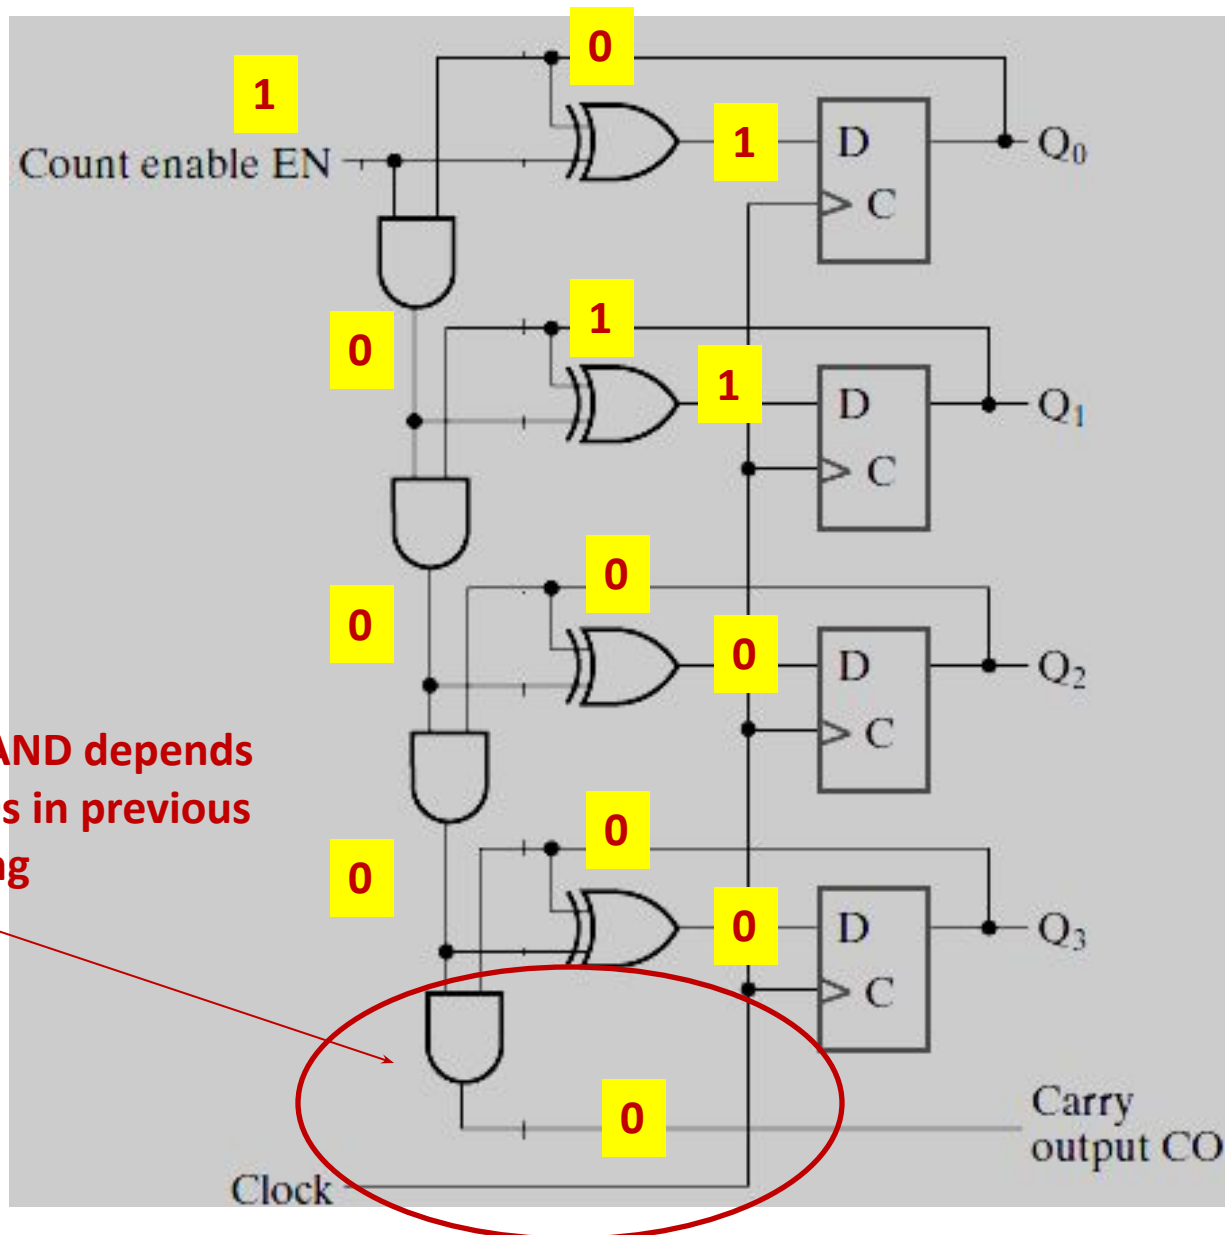 0
1
Count enable EN
1
D
Q0
C
0
1
1
D
Q1
C
0
0
0
D
Q2
C
AND depends
s in previous
0
0
0
D
Q3
C
0
Carry
output CO
Clock